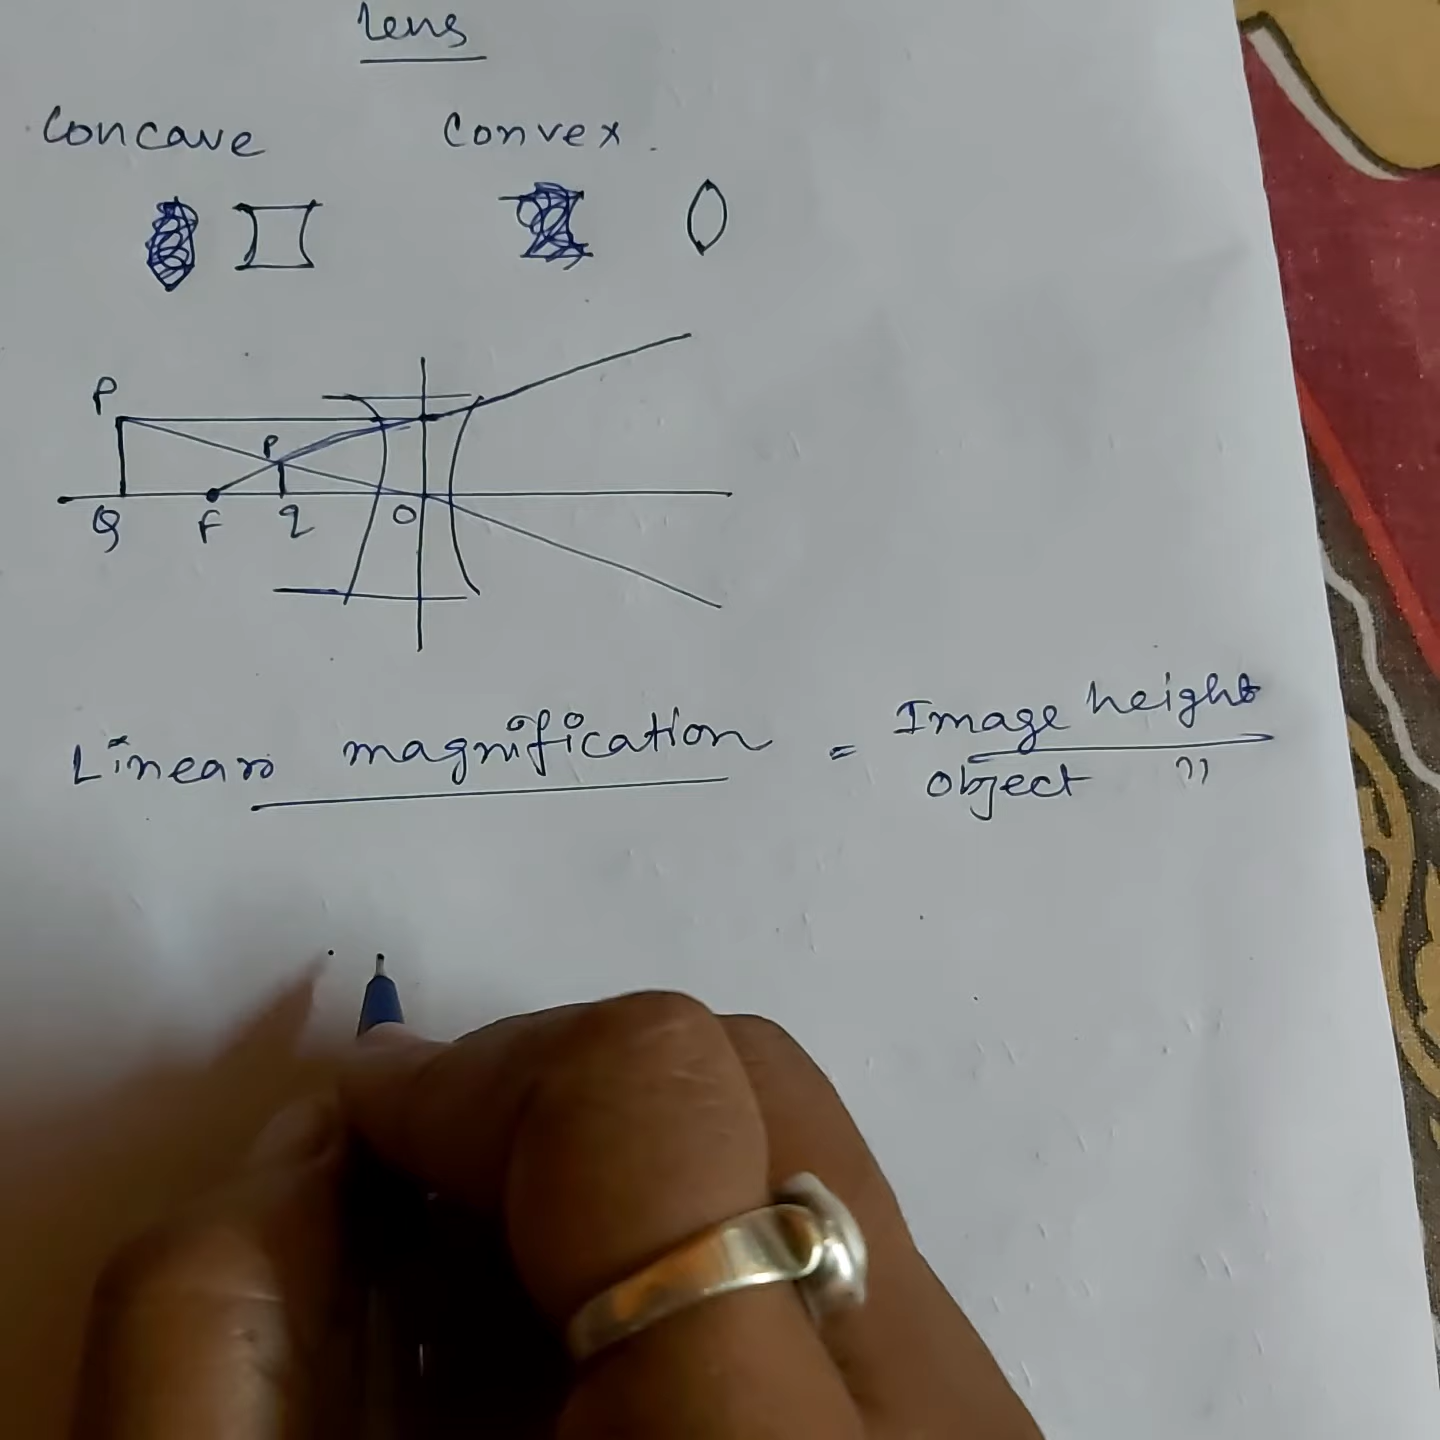 Lens
Concave Convex
P
P
Q F q O
Linear magnification = Image height
object "